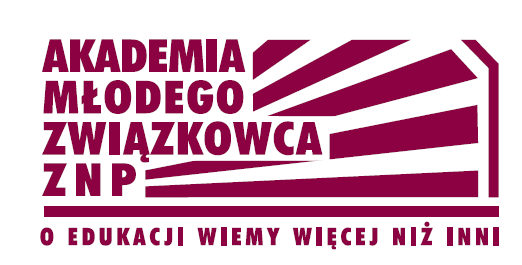 AKADEMIA
MŁODEGO
ZWIĄZKOWCA
ZNP
O EDUKACJI WIEMY WIĘCEJ NIŻ INNI